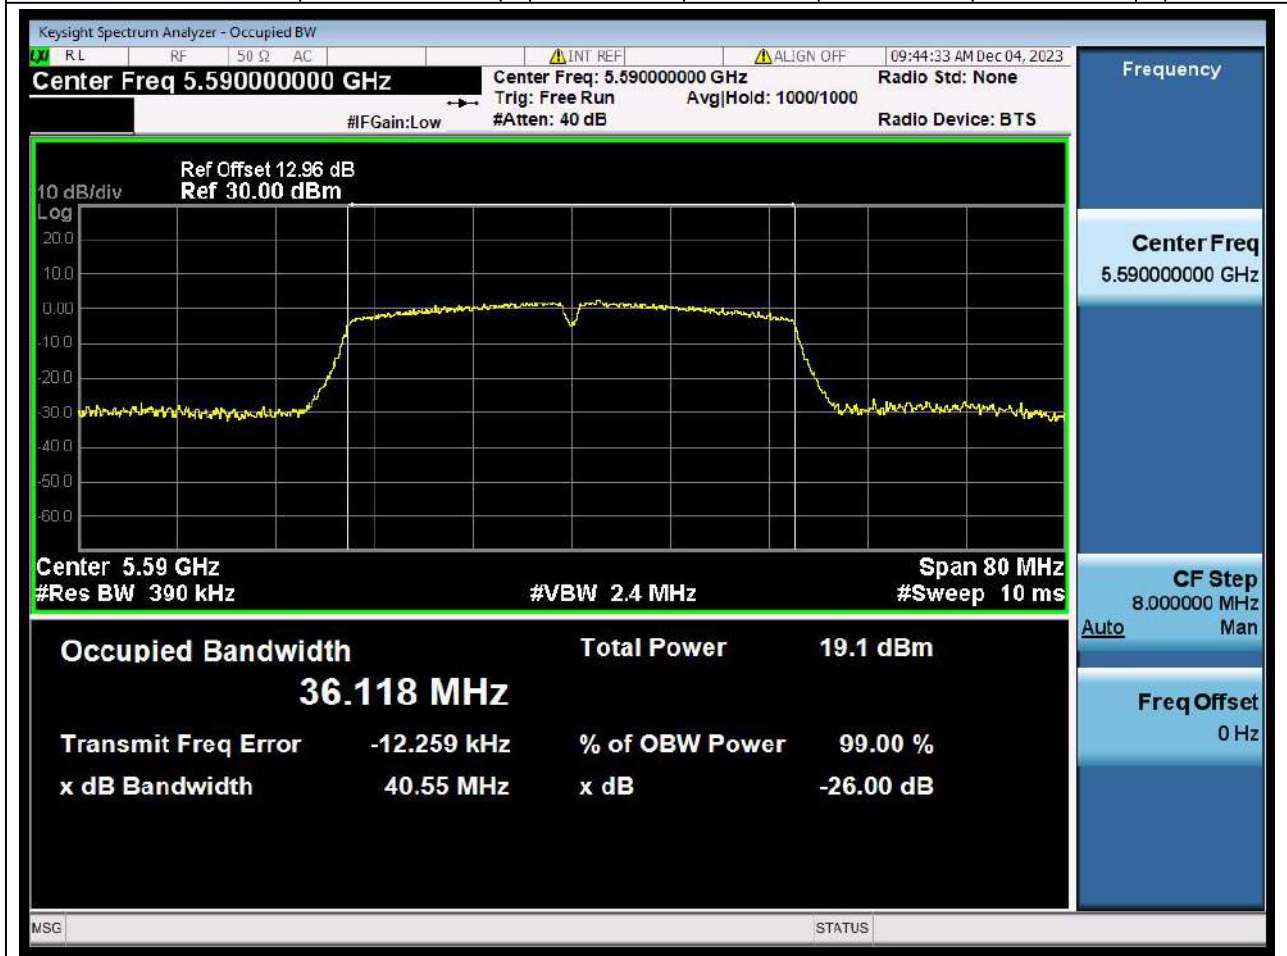 Keysight Spectrum Analyzer - Occupied BW
LXI RL RF 50 Ω AC INT REF ALIGN OFF 09:44:33 AM Dec 04, 2023
Center Freq 5.590000000 GHz
Center Freq: 5.590000000 GHz Radio Std: None
Trig: Free Run Avg|Hold: 1000/1000
#IFGain:Low #Atten: 40 dB Radio Device: BTS
Frequency
Ref Offset 12.96 dB
10 dB/div Ref 30.00 dBm
Log
20.0
10.0
0.00
-10.0
-20.0
-30.0
-40.0
-50.0
-60.0
Center Freq
5.590000000 GHz
Center 5.59 GHz Span 80 MHz
#Res BW 390 kHz #VBW 2.4 MHz #Sweep 10 ms
CF Step
8.000000 MHz
Auto Man
Occupied Bandwidth Total Power 19.1 dBm
36.118 MHz
Transmit Freq Error -12.259 kHz % of OBW Power 99.00 %
x dB Bandwidth 40.55 MHz x dB -26.00 dB
Freq Offset
0 Hz
MSG STATUS